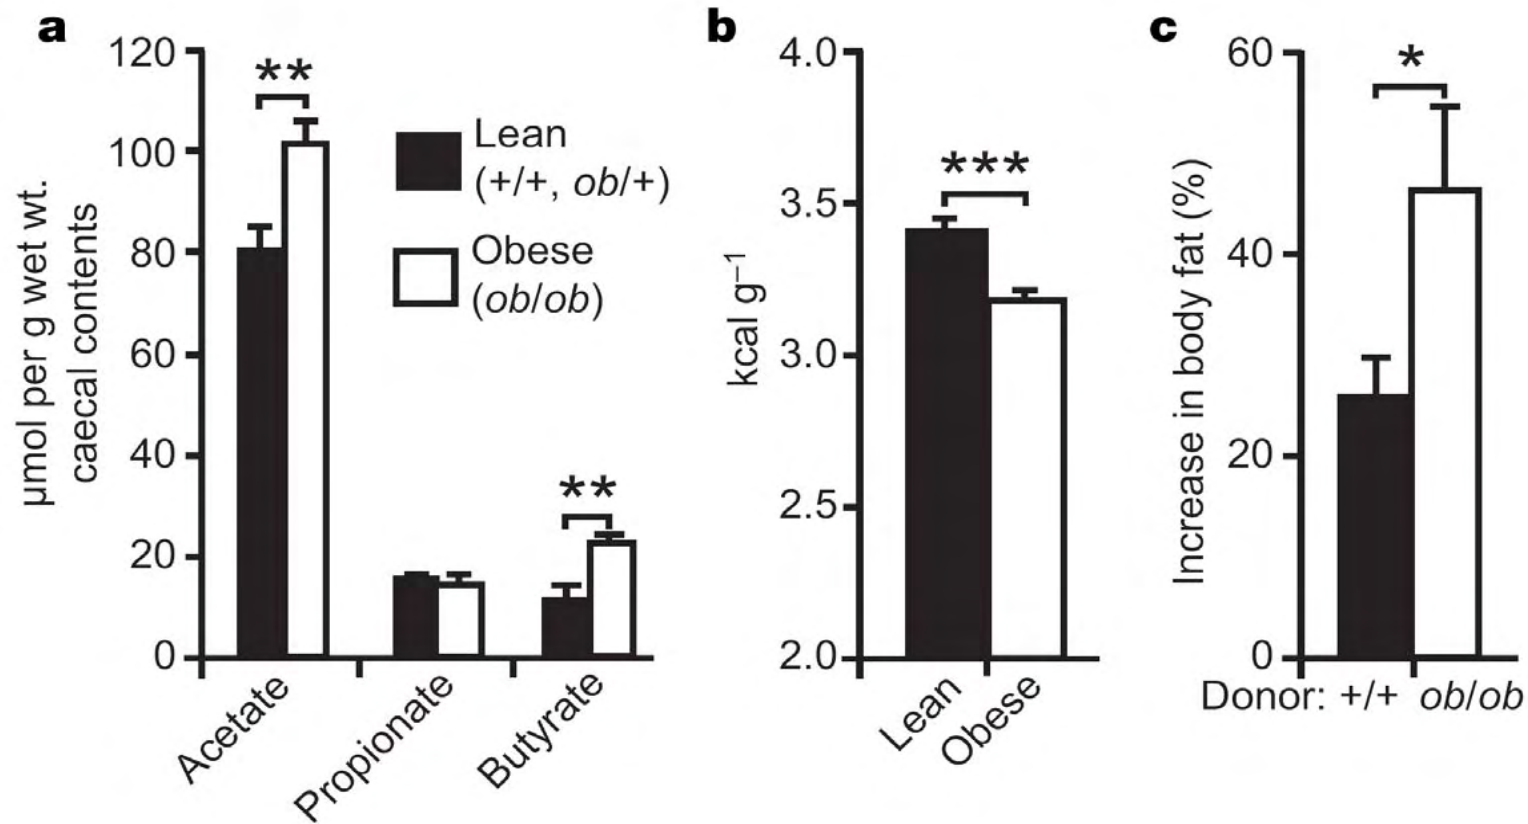 a
120
100
80
60
40
20
0
µmol per g wet wt.
caecal contents
**
**
Lean
(+/+, ob/+)
Obese
(ob/ob)
Acetate
Propionate
Butyrate
b
4.0
3.5
3.0
2.5
2.0
kcal g⁻¹
***
Lean
Obese
c
60
40
20
0
Increase in body fat (%)
*
Donor: +/+ ob/ob